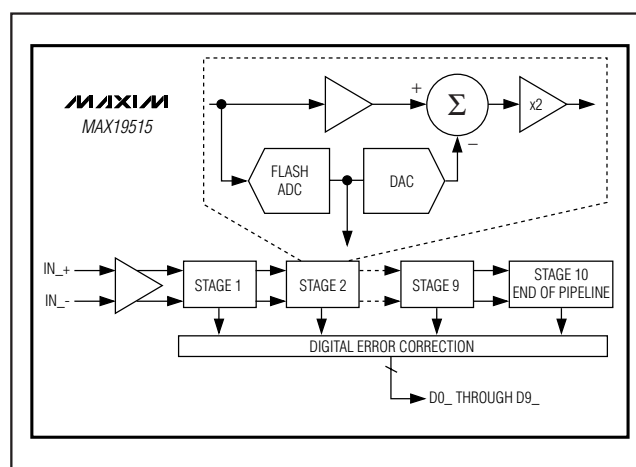 MAXIM
MAX19515
+
Σ
x2
−
FLASH
ADC
DAC
IN_+
IN_-
STAGE 1
STAGE 2
STAGE 9
STAGE 10
END OF PIPELINE
DIGITAL ERROR CORRECTION
D0_ THROUGH D9_